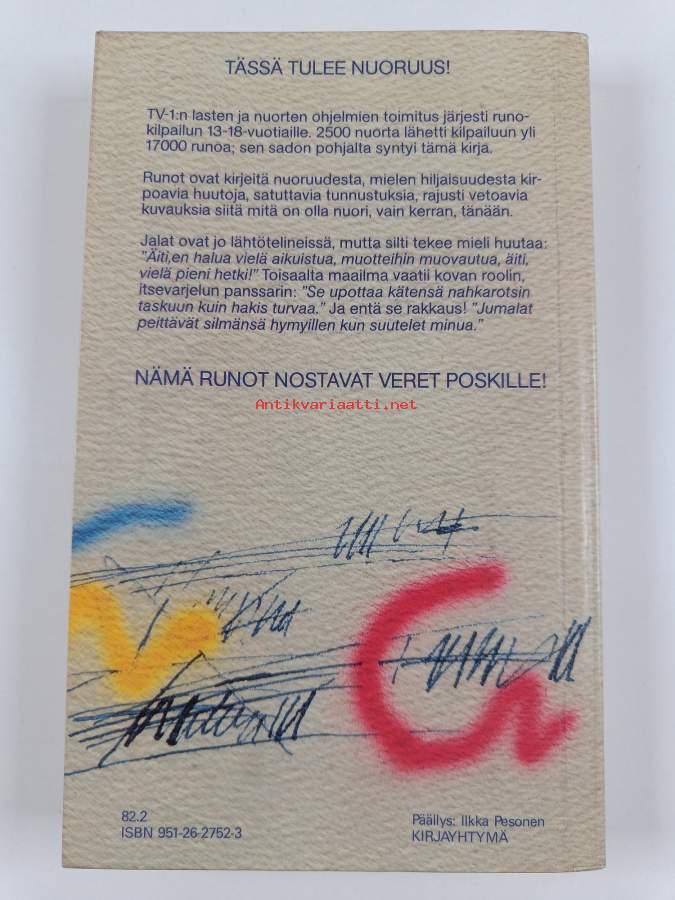 TÄSSÄ TULEE NUORUUS!
TV-1:n lasten ja nuorten ohjelmien toimitus järjesti runo-
kilpailun 13-18-vuotiaille. 2500 nuorta lähetti kilpailuun yli
17000 runoa; sen sadon pohjalta syntyi tämä kirja.
Runot ovat kirjeitä nuoruudesta, mielen hiljaisuudesta kir-
poavia huutoja, satuttavia tunnustuksia, rajusti vetoavia
kuvauksia siitä mitä on olla nuori, vain kerran, tänään.
Jalat ovat jo lähtötelineissä, mutta silti tekee mieli huutaa:
"Äiti,en halua vielä aikuistua, muotteihin muovautua, äiti,
vielä pieni hetki!" Toisaalta maailma vaatii kovan roolin,
itsevarjelun panssarin: "Se upottaa kätensä nahkarotsin
taskuun kuin hakis turvaa." Ja entä se rakkaus! "Jumalat
peittävät silmänsä hymyillen kun suutelet minua."
NÄMÄ RUNOT NOSTAVAT VERET POSKILLE!
Antikvariaatti.net
82.2
ISBN 951-26-2752-3
Päällys: Ilkka Pesonen
KIRJAYHTYMÄ